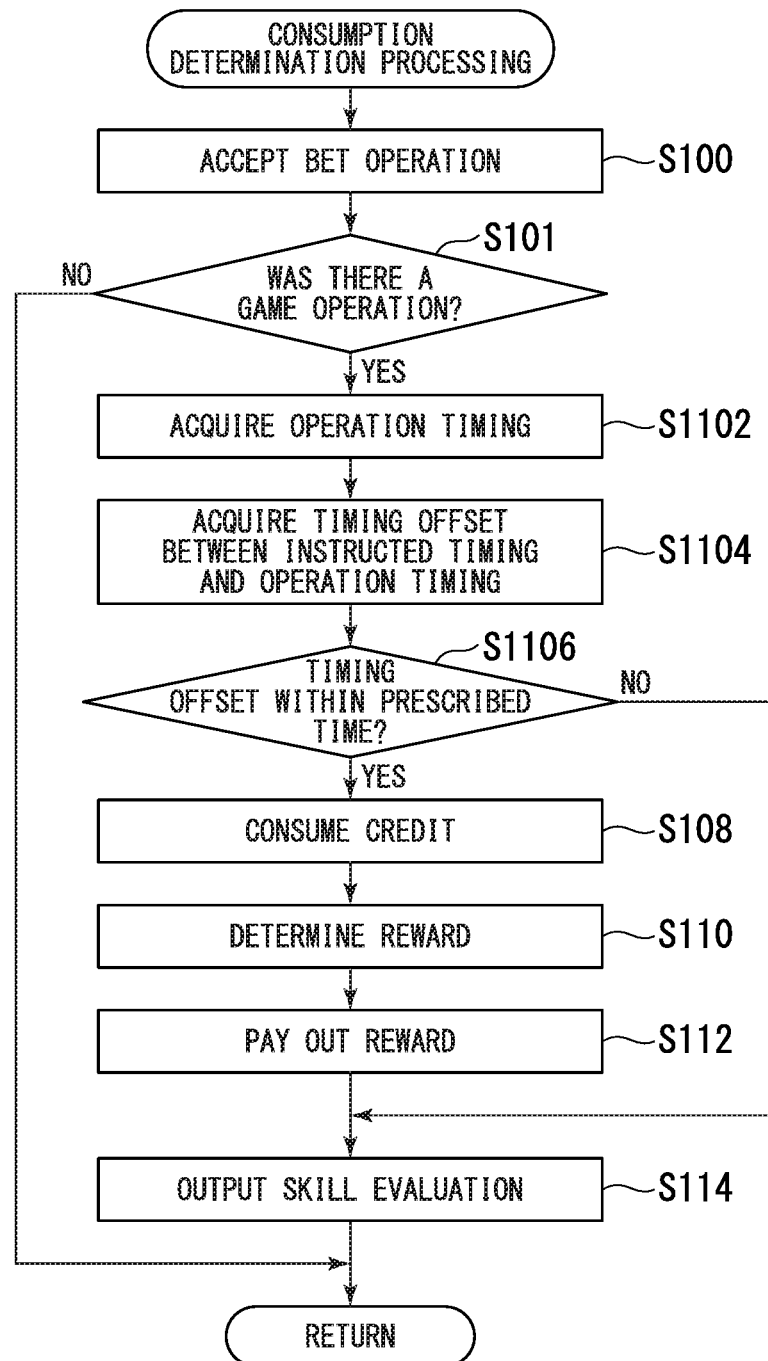 CONSUMPTION
DETERMINATION PROCESSING
ACCEPT BET OPERATION
S100
S101
NO
WAS THERE A
GAME OPERATION?
YES
ACQUIRE OPERATION TIMING
S1102
ACQUIRE TIMING OFFSET
BETWEEN INSTRUCTED TIMING
AND OPERATION TIMING
S1104
S1106
TIMING
OFFSET WITHIN PRESCRIBED
TIME?
NO
YES
CONSUME CREDIT
S108
DETERMINE REWARD
S110
PAY OUT REWARD
S112
OUTPUT SKILL EVALUATION
S114
RETURN